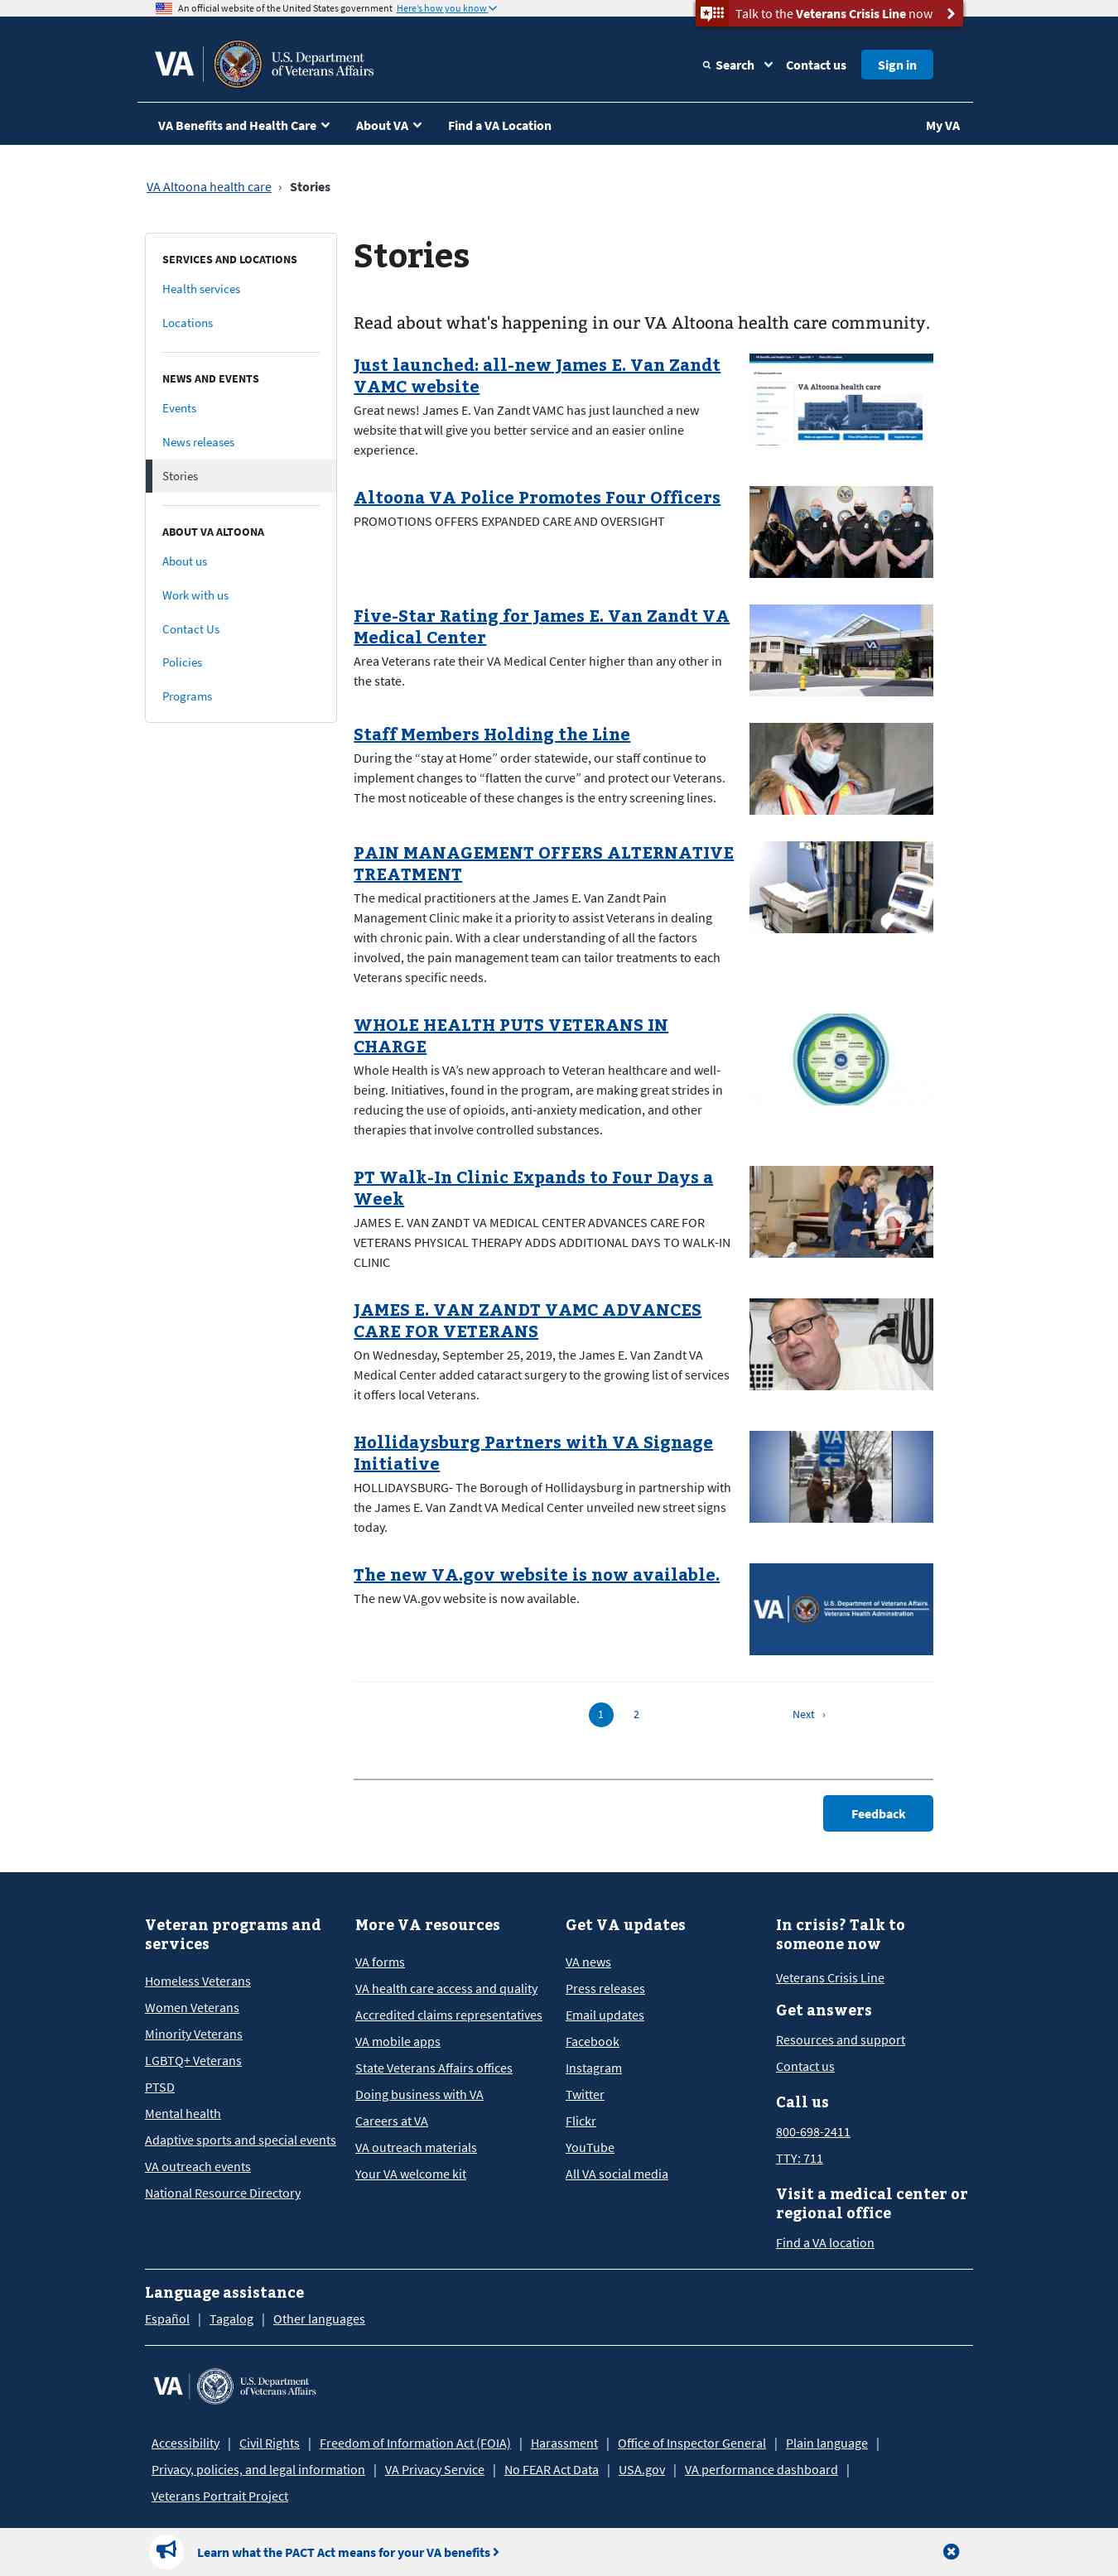 An official website of the United States government Here's how you know
Talk to the Veterans Crisis Line now
VA
U.S. Department
of Veterans Affairs
Search
Contact us
Sign in
VA Benefits and Health Care
About VA
Find a VA Location
My VA
VA Altoona health care › Stories
SERVICES AND LOCATIONS
Health services
Locations
NEWS AND EVENTS
Events
News releases
Stories
ABOUT VA ALTOONA
About us
Work with us
Contact Us
Policies
Programs
Stories
Read about what's happening in our VA Altoona health care community.
Just launched: all-new James E. Van Zandt
VAMC website
Great news! James E. Van Zandt VAMC has just launched a new
website that will give you better service and an easier online
experience.
VA Altoona health care
Altoona VA Police Promotes Four Officers
PROMOTIONS OFFERS EXPANDED CARE AND OVERSIGHT
Five-Star Rating for James E. Van Zandt VA
Medical Center
Area Veterans rate their VA Medical Center higher than any other in
the state.
VA
Staff Members Holding the Line
During the “stay at Home” order statewide, our staff continue to
implement changes to “flatten the curve” and protect our Veterans.
The most noticeable of these changes is the entry screening lines.
PAIN MANAGEMENT OFFERS ALTERNATIVE
TREATMENT
The medical practitioners at the James E. Van Zandt Pain
Management Clinic make it a priority to assist Veterans in dealing
with chronic pain. With a clear understanding of all the factors
involved, the pain management team can tailor treatments to each
Veterans specific needs.
WHOLE HEALTH PUTS VETERANS IN
CHARGE
Whole Health is VA’s new approach to Veteran healthcare and well-
being. Initiatives, found in the program, are making great strides in
reducing the use of opioids, anti-anxiety medication, and other
therapies that involve controlled substances.
PT Walk-In Clinic Expands to Four Days a
Week
JAMES E. VAN ZANDT VA MEDICAL CENTER ADVANCES CARE FOR
VETERANS PHYSICAL THERAPY ADDS ADDITIONAL DAYS TO WALK-IN
CLINIC
JAMES E. VAN ZANDT VAMC ADVANCES
CARE FOR VETERANS
On Wednesday, September 25, 2019, the James E. Van Zandt VA
Medical Center added cataract surgery to the growing list of services
it offers local Veterans.
Hollidaysburg Partners with VA Signage
Initiative
HOLLIDAYSBURG- The Borough of Hollidaysburg in partnership with
the James E. Van Zandt VA Medical Center unveiled new street signs
today.
VA
The new VA.gov website is now available.
The new VA.gov website is now available.
VA
U.S. Department of Veterans Affairs
Veterans Health Administration
1
2
Next ›
Feedback
Veteran programs and
services
Homeless Veterans
Women Veterans
Minority Veterans
LGBTQ+ Veterans
PTSD
Mental health
Adaptive sports and special events
VA outreach events
National Resource Directory
More VA resources
VA forms
VA health care access and quality
Accredited claims representatives
VA mobile apps
State Veterans Affairs offices
Doing business with VA
Careers at VA
VA outreach materials
Your VA welcome kit
Get VA updates
VA news
Press releases
Email updates
Facebook
Instagram
Twitter
Flickr
YouTube
All VA social media
In crisis? Talk to
someone now
Veterans Crisis Line
Get answers
Resources and support
Contact us
Call us
800-698-2411
TTY: 711
Visit a medical center or
regional office
Find a VA location
Language assistance
Español | Tagalog | Other languages
VA
U.S. Department
of Veterans Affairs
Accessibility | Civil Rights | Freedom of Information Act (FOIA) | Harassment | Office of Inspector General | Plain language |
Privacy, policies, and legal information | VA Privacy Service | No FEAR Act Data | USA.gov | VA performance dashboard |
Veterans Portrait Project
Learn what the PACT Act means for your VA benefits